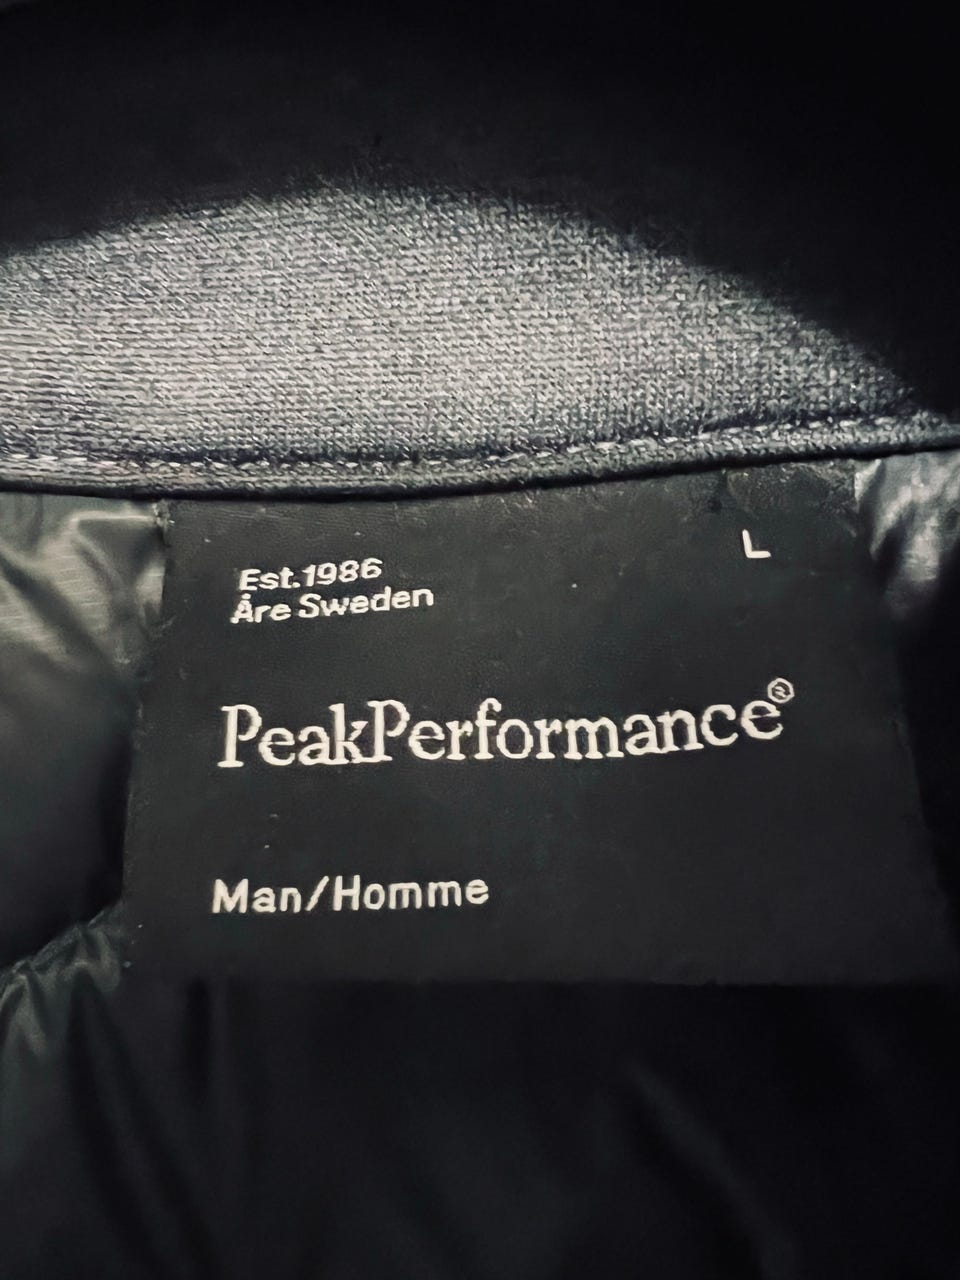 L
Est.1986
Åre Sweden
PeakPerformance®
Man/Homme